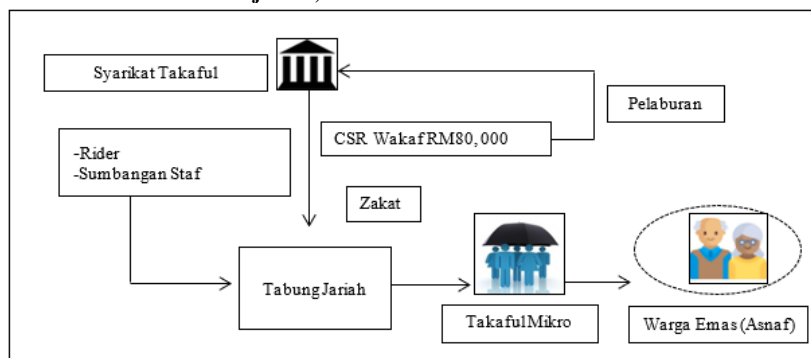 Syarikat Takaful
Pelaburan
CSR Wakaf RM80,000
-Rider
-Sumbangan Staf
Zakat
Tabung Jariah
Takaful Mikro
Warga Emas (Asnaf)